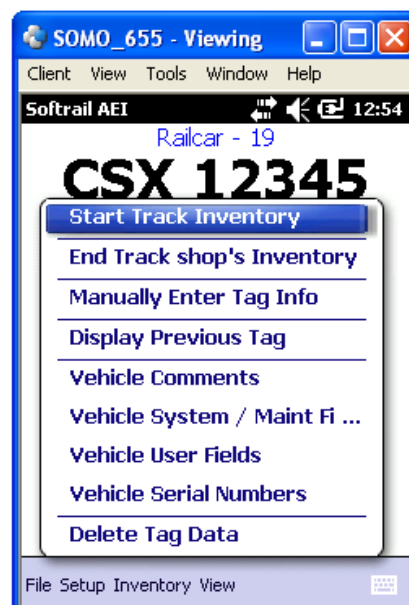 SOMO_655 - Viewing
Client View Tools Window Help
Softrail AEI 12:54
Railcar - 19
CSX 12345
Start Track Inventory
End Track shop's Inventory
Manually Enter Tag Info
Display Previous Tag
Vehicle Comments
Vehicle System / Maint Fi ...
Vehicle User Fields
Vehicle Serial Numbers
Delete Tag Data
File Setup Inventory View